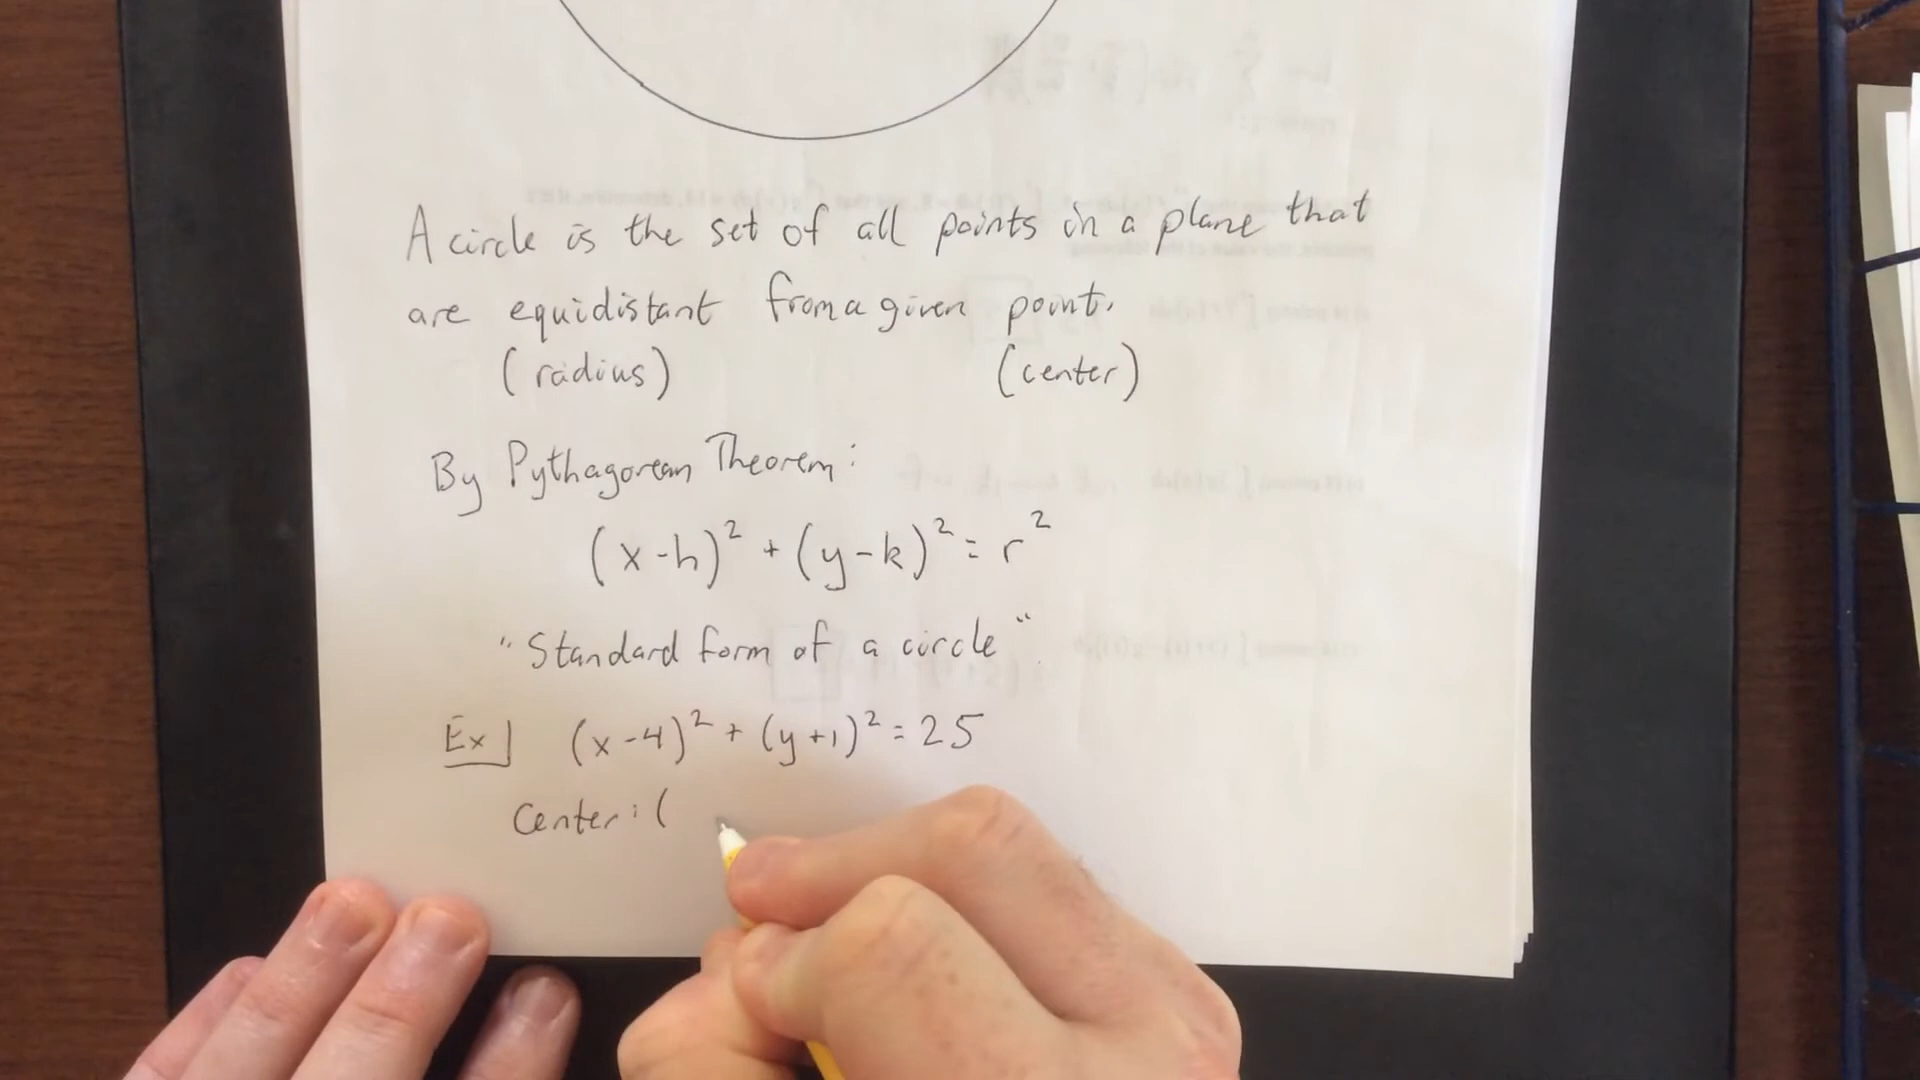 A circle is the set of all points in a plane that
are equidistant from a given point.
(radius) (center)
By Pythagorean Theorem:
(x-h)² + (y-k)² = r²
"Standard form of a circle"
Ex (x-4)² + (y+1)² = 25
Center: (